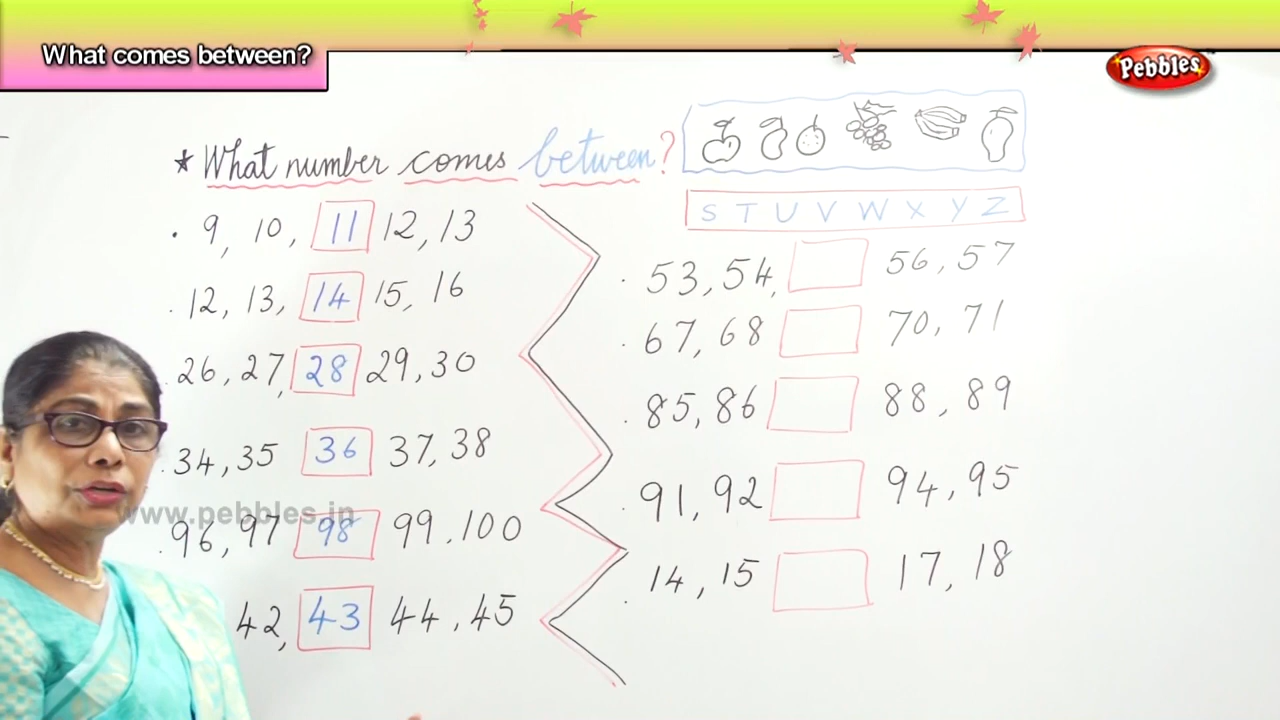 What comes between?
Pebbles
* What number comes between?
S T U V W X Y Z
. 9, 10, 11 12, 13
. 12, 13, 14 15, 16
. 26, 27, 28 29, 30
. 34, 35 36 37, 38
. 96, 97 98 99, 100
42, 43 44, 45
. 53, 54, 56, 57
. 67, 68 70, 71
. 85, 86 88, 89
. 91, 92 94, 95
. 14, 15 17, 18
www.pebbles.in